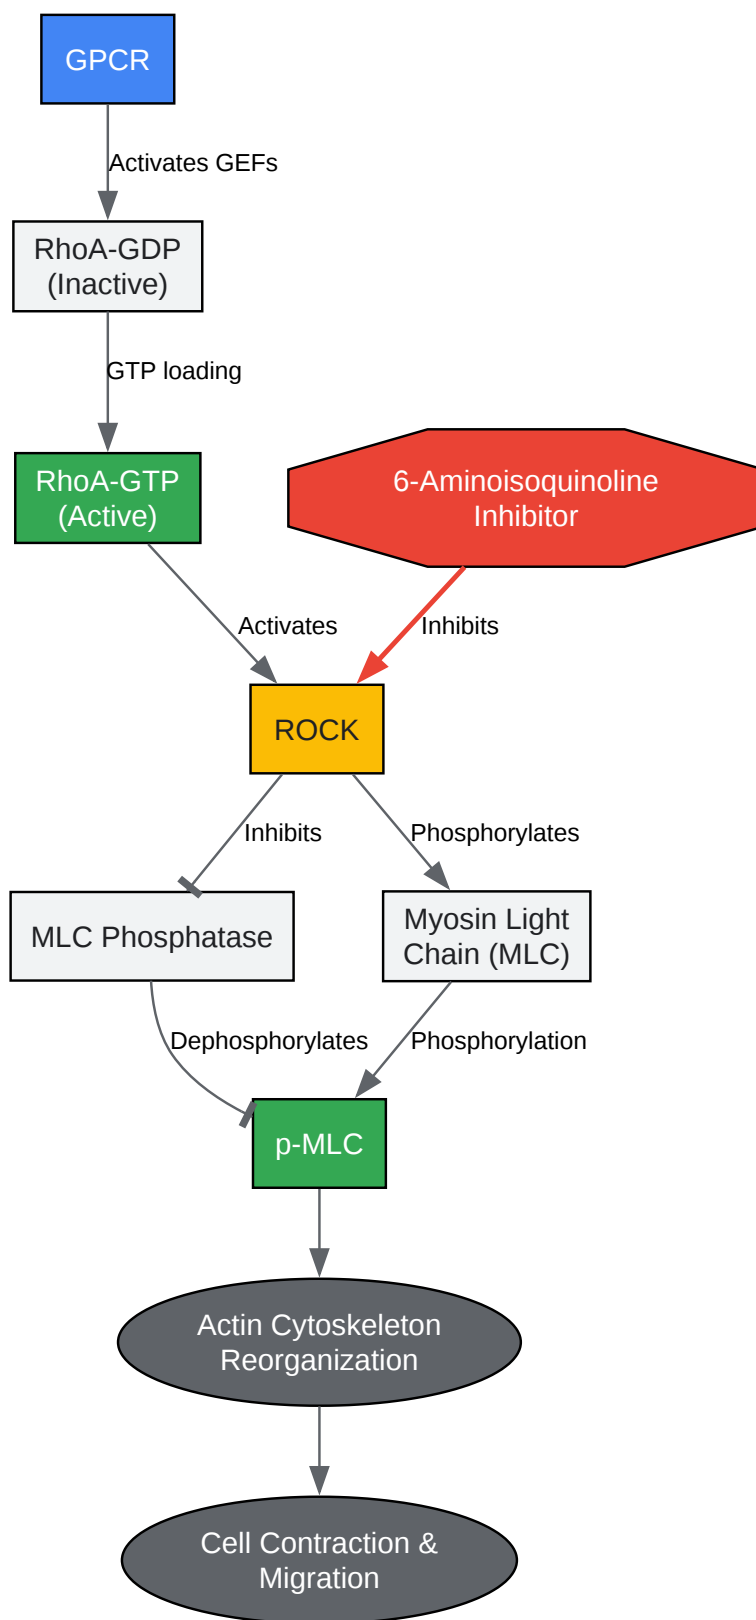 GPCR
Activates GEFs
RhoA-GDP
(Inactive)
GTP loading
RhoA-GTP
(Active)
6-Aminoisoquinoline
Inhibitor
Activates
Inhibits
ROCK
Inhibits
Phosphorylates
MLC Phosphatase
Myosin Light
Chain (MLC)
Dephosphorylates
Phosphorylation
p-MLC
Actin Cytoskeleton
Reorganization
Cell Contraction &
Migration